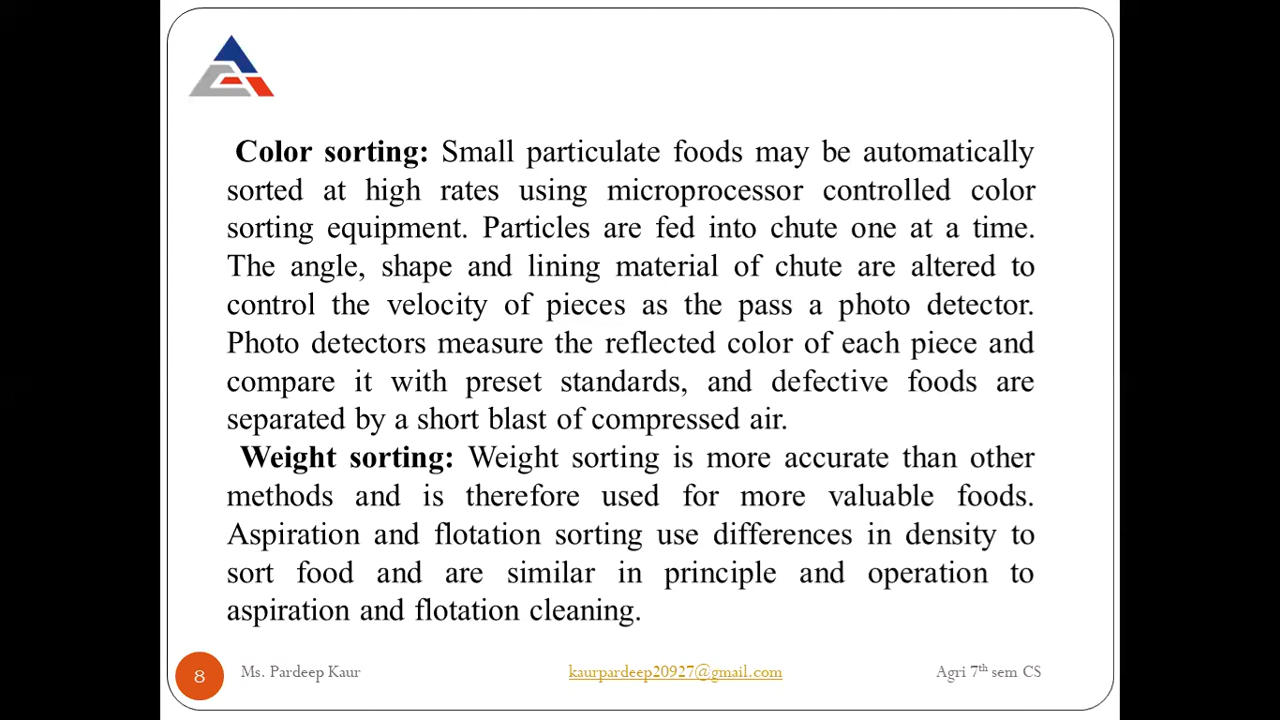 Color sorting: Small particulate foods may be automatically
sorted at high rates using microprocessor controlled color
sorting equipment. Particles are fed into chute one at a time.
The angle, shape and lining material of chute are altered to
control the velocity of pieces as the pass a photo detector.
Photo detectors measure the reflected color of each piece and
compare it with preset standards, and defective foods are
separated by a short blast of compressed air.
Weight sorting: Weight sorting is more accurate than other
methods and is therefore used for more valuable foods.
Aspiration and flotation sorting use differences in density to
sort food and are similar in principle and operation to
aspiration and flotation cleaning.
8 Ms. Pardeep Kaur kaurpardeep20927@gmail.com Agri 7th sem CS